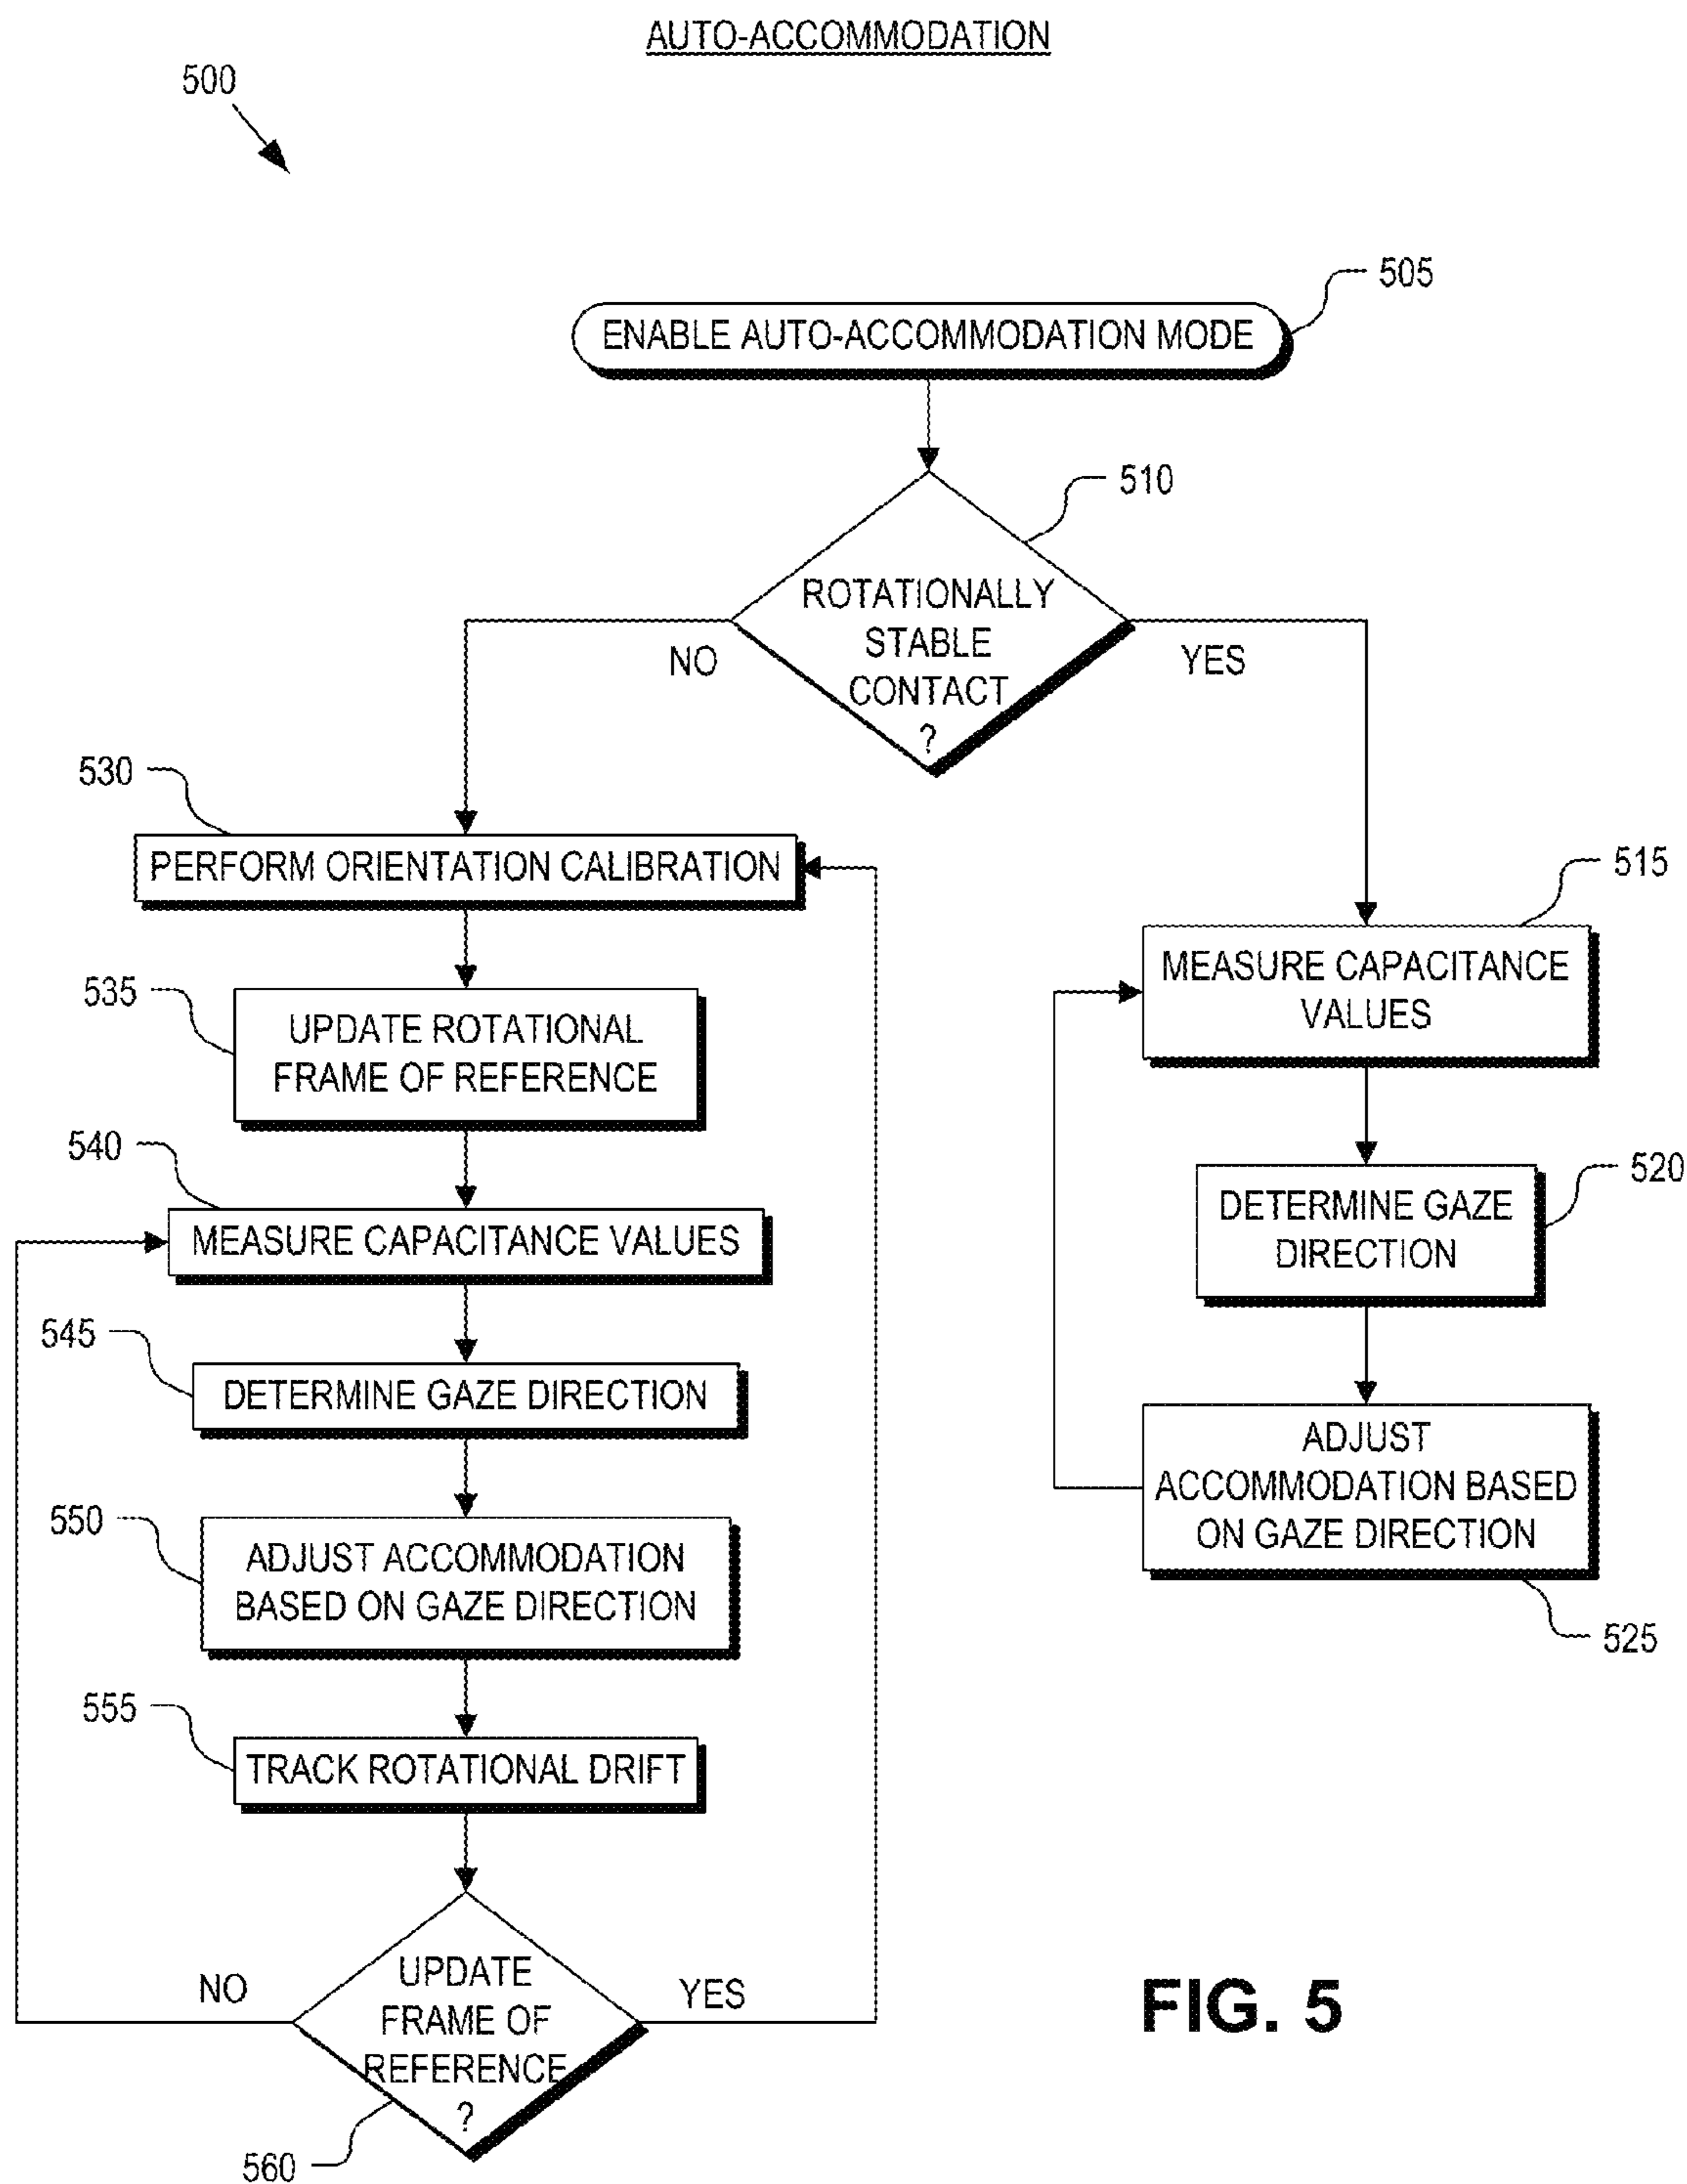 AUTO-ACCOMMODATION
500
505
ENABLE AUTO-ACCOMMODATION MODE
510
ROTATIONALLY
STABLE
CONTACT
?
NO
YES
530
PERFORM ORIENTATION CALIBRATION
535
UPDATE ROTATIONAL
FRAME OF REFERENCE
540
MEASURE CAPACITANCE VALUES
545
DETERMINE GAZE DIRECTION
550
ADJUST ACCOMMODATION
BASED ON GAZE DIRECTION
555
TRACK ROTATIONAL DRIFT
UPDATE
FRAME OF
REFERENCE
?
NO
YES
560
515
MEASURE CAPACITANCE
VALUES
520
DETERMINE GAZE
DIRECTION
ADJUST
ACCOMMODATION BASED
ON GAZE DIRECTION
525
FIG. 5